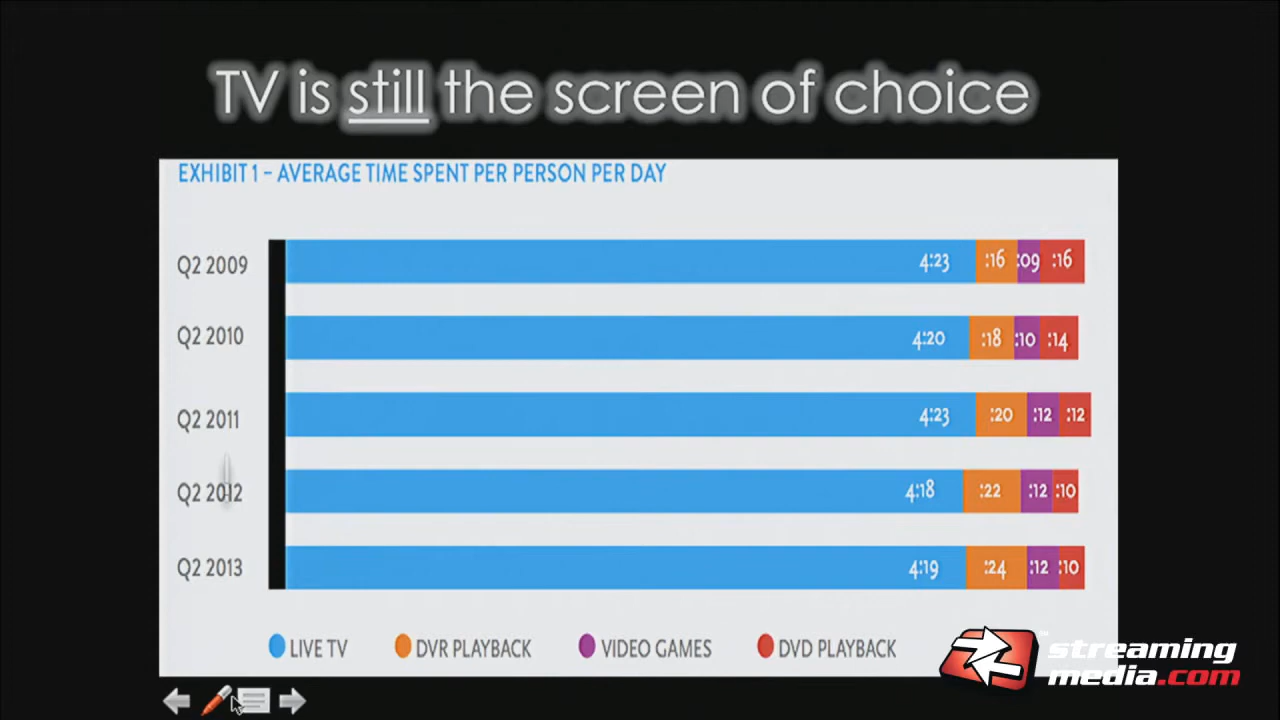 TV is still the screen of choice
EXHIBIT 1 – AVERAGE TIME SPENT PER PERSON PER DAY
Q2 2009 4:23 :16 :09 :16
Q2 2010 4:20 :18 :10 :14
Q2 2011 4:23 :20 :12 :12
Q2 2012 4:18 :22 :12 :10
Q2 2013 4:19 :24 :12 :10
LIVE TV DVR PLAYBACK VIDEO GAMES DVD PLAYBACK
streaming
media.com